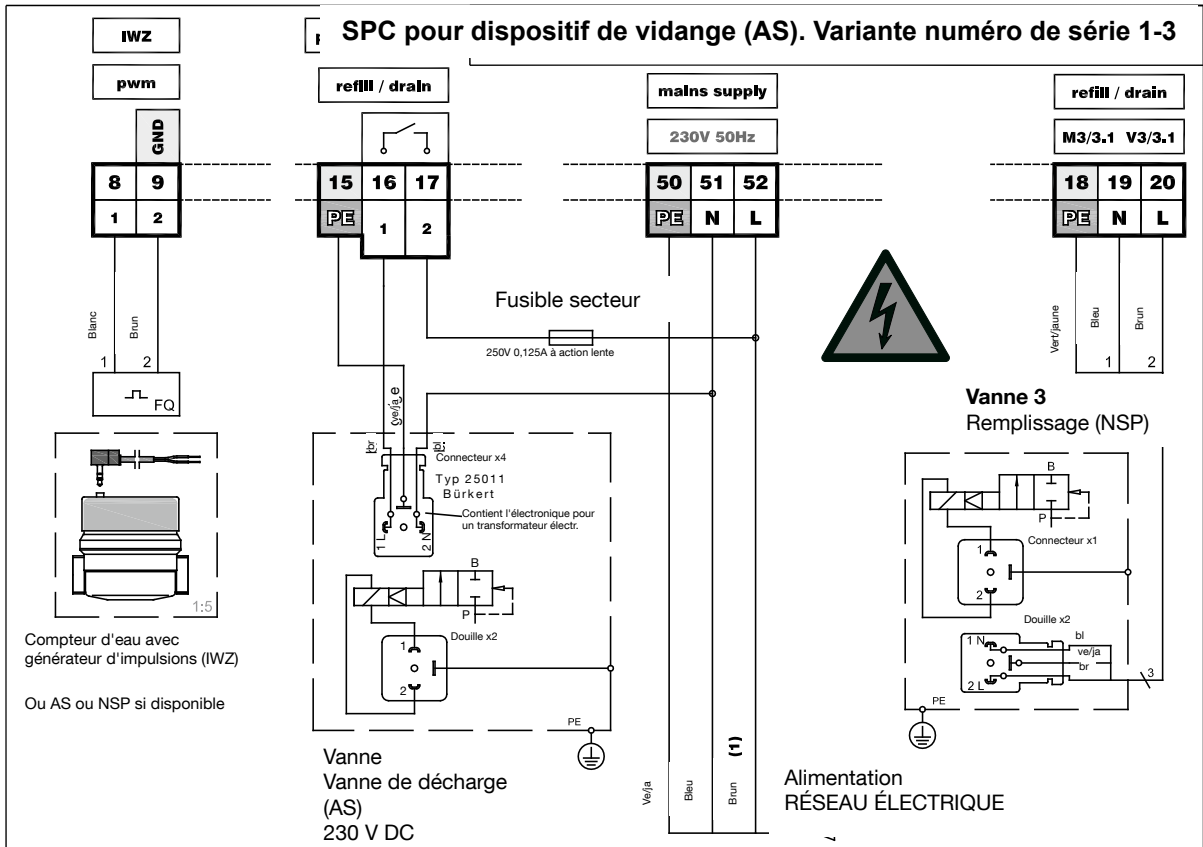 SPC pour dispositif de vidange (AS). Variante numéro de série 1-3
IWZ
pwm
GND
8 9
1 2
Blanc
Brun
1 2
FQ
1:5
Compteur d'eau avec
générateur d'impulsions (IWZ)
Ou AS ou NSP si disponible
refill / drain
15 16 17
PE 1 2
Fusible secteur
250V 0,125A à action lente
ve/ja
br
bl
Connecteur x4
Typ 25011
Bürkert
Contient l'électronique pour
un transformateur électr.
1 L
2 N
B
P
Douille x2
1
2
PE
Vanne
Vanne de décharge
(AS)
230 V DC
mains supply
230V 50Hz
50 51 52
PE N L
Ve/ja
Bleu
Brun
(1)
Alimentation
RÉSEAU ÉLECTRIQUE
refill / drain
M3/3.1 V3/3.1
18 19 20
PE N L
Vert/jaune
Bleu
Brun
1 2
Vanne 3
Remplissage (NSP)
B
P
Connecteur x1
1
2
Douille x2
1 N
bl
ve/ja
br
2 L
3
PE